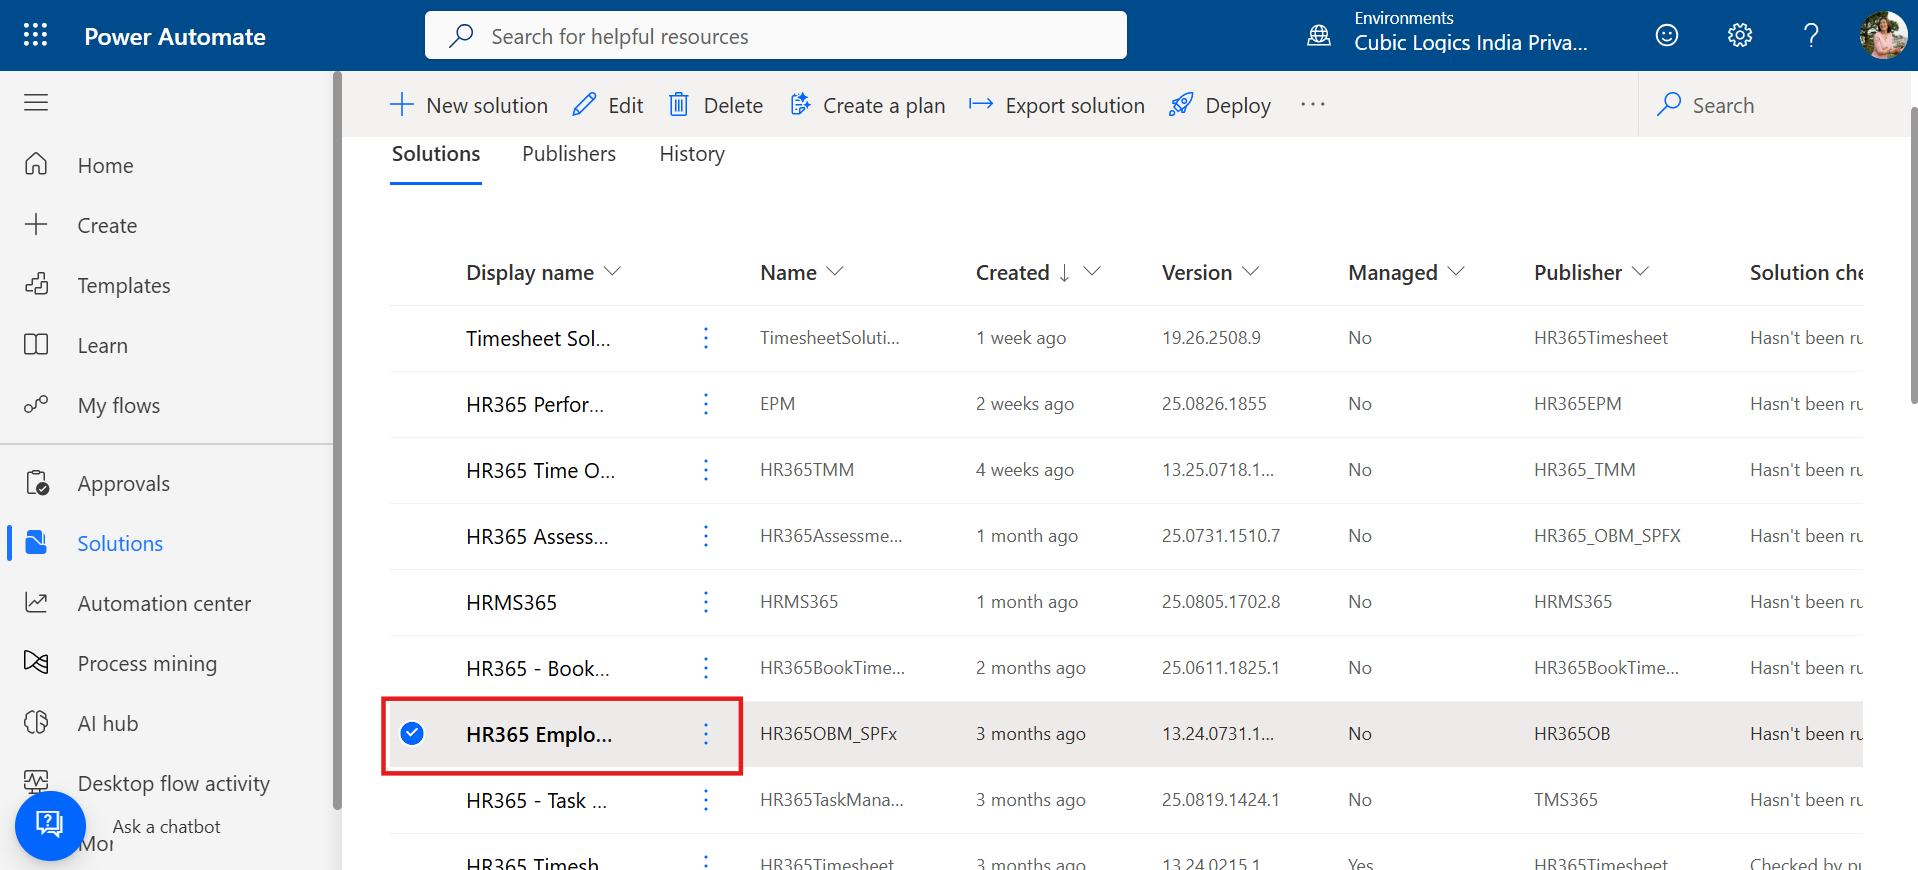 Power Automate
Search for helpful resources
Environments
Cubic Logics India Priva...
New solution
Edit
Delete
Create a plan
Export solution
Deploy
Search
Home
Create
Templates
Learn
My flows
Approvals
Solutions
Automation center
Process mining
AI hub
Desktop flow activity
Ask a chatbot
Mor
Solutions Publishers History
Display name Name Created Version Managed Publisher Solution che
Timesheet Sol... TimesheetSoluti... 1 week ago 19.26.2508.9 No HR365Timesheet Hasn't been ru
HR365 Perfor... EPM 2 weeks ago 25.0826.1855 No HR365EPM Hasn't been ru
HR365 Time O... HR365TMM 4 weeks ago 13.25.0718.1... No HR365_TMM Hasn't been ru
HR365 Assess... HR365Assessme... 1 month ago 25.0731.1510.7 No HR365_OBM_SPFX Hasn't been ru
HRMS365 HRMS365 1 month ago 25.0805.1702.8 No HRMS365 Hasn't been ru
HR365 - Book... HR365BookTime... 2 months ago 25.0611.1825.1 No HR365BookTime... Hasn't been ru
HR365 Emplo... HR365OBM_SPFx 3 months ago 13.24.0731.1... No HR365OB Hasn't been ru
HR365 - Task ... HR365TaskMana... 3 months ago 25.0819.1424.1 No TMS365 Hasn't been ru
HR365 Timesh HR365Timesheet 3 months ago 13.24.0215.1 Yes HR365Timesheet Checked by pu